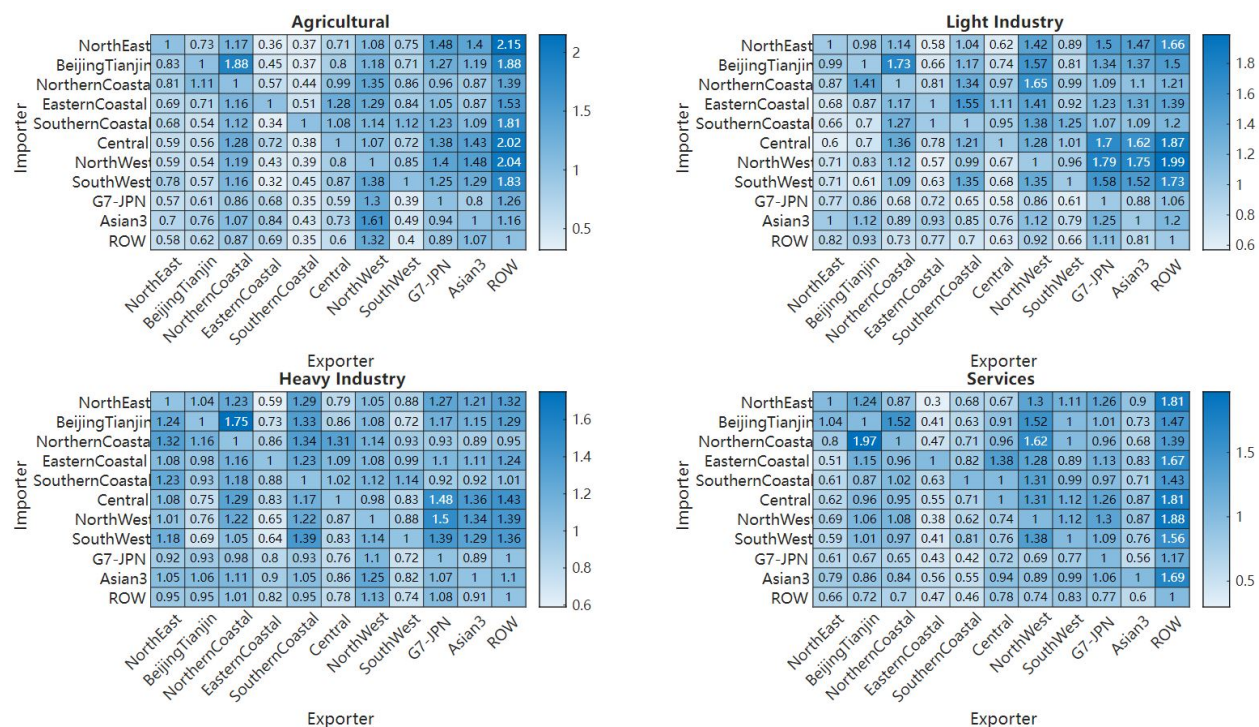 Agricultural
Importer
NorthEast 1 0.73 1.17 0.36 0.37 0.71 1.08 0.75 1.48 1.4 2.15
BeijingTianjin 0.83 1 1.88 0.45 0.37 0.8 1.18 0.71 1.27 1.19 1.88
NorthernCoasta 0.81 1.11 1 0.57 0.44 0.99 1.35 0.86 0.96 0.87 1.39
EasternCoastal 0.69 0.71 1.16 1 0.51 1.28 1.29 0.84 1.05 0.87 1.53
SouthernCoastal 0.68 0.54 1.12 0.34 1 1.08 1.14 1.12 1.23 1.09 1.81
Central 0.59 0.56 1.28 0.72 0.38 1 1.07 0.72 1.38 1.43 2.02
NorthWest 0.59 0.54 1.19 0.43 0.39 0.8 1 0.85 1.4 1.48 2.04
SouthWest 0.78 0.57 1.16 0.32 0.45 0.87 1.38 1 1.25 1.29 1.83
G7-JPN 0.57 0.61 0.86 0.68 0.35 0.59 1.3 0.39 1 0.8 1.26
Asian3 0.7 0.76 1.07 0.84 0.43 0.73 1.61 0.49 0.94 1 1.16
ROW 0.58 0.62 0.87 0.69 0.35 0.6 1.32 0.4 0.89 1.07 1
NorthEast BeijingTianjin NorthernCoastal EasternCoastal SouthernCoastal Central NorthWest SouthWest G7-JPN Asian3 ROW
Exporter
2
1.5
1
0.5
Light Industry
Importer
NorthEast 1 0.98 1.14 0.58 1.04 0.62 1.42 0.89 1.5 1.47 1.66
BeijingTianjin 0.99 1 1.73 0.66 1.17 0.74 1.57 0.81 1.34 1.37 1.5
NorthernCoasta 0.87 1.41 1 0.81 1.34 0.97 1.65 0.99 1.09 1.1 1.21
EasternCoastal 0.68 0.87 1.17 1 1.55 1.11 1.41 0.92 1.23 1.31 1.39
SouthernCoastal 0.66 0.7 1.27 1 1 0.95 1.38 1.25 1.07 1.09 1.2
Central 0.6 0.7 1.36 0.78 1.21 1 1.28 1.01 1.7 1.62 1.87
NorthWest 0.71 0.83 1.12 0.57 0.99 0.67 1 0.96 1.79 1.75 1.99
SouthWest 0.71 0.61 1.09 0.63 1.35 0.68 1.35 1 1.58 1.52 1.73
G7-JPN 0.77 0.86 0.68 0.72 0.65 0.58 0.86 0.61 1 0.88 1.06
Asian3 1 1.12 0.89 0.93 0.85 0.76 1.12 0.79 1.25 1 1.2
ROW 0.82 0.93 0.73 0.77 0.7 0.63 0.92 0.66 1.11 0.81 1
NorthEast BeijingTianjin NorthernCoastal EasternCoastal SouthernCoastal Central NorthWest SouthWest G7-JPN Asian3 ROW
Exporter
1.8
1.6
1.4
1.2
1
0.8
0.6
Heavy Industry
Importer
NorthEast 1 1.04 1.23 0.59 1.29 0.79 1.05 0.88 1.27 1.21 1.32
BeijingTianjin 1.24 1 1.75 0.73 1.33 0.86 1.08 0.72 1.17 1.15 1.29
NorthernCoasta 1.32 1.16 1 0.86 1.34 1.31 1.14 0.93 0.93 0.89 0.95
EasternCoastal 1.08 0.98 1.16 1 1.23 1.09 1.08 0.99 1.1 1.11 1.24
SouthernCoastal 1.23 0.93 1.18 0.88 1 1.02 1.12 1.14 0.92 0.92 1.01
Central 1.08 0.75 1.29 0.83 1.17 1 0.98 0.83 1.48 1.36 1.43
NorthWest 1.01 0.76 1.22 0.65 1.22 0.87 1 0.88 1.5 1.34 1.39
SouthWest 1.18 0.69 1.05 0.64 1.39 0.83 1.14 1 1.39 1.29 1.36
G7-JPN 0.92 0.93 0.98 0.8 0.93 0.76 1.1 0.72 1 0.89 1
Asian3 1.05 1.06 1.11 0.9 1.05 0.86 1.25 0.82 1.07 1 1.1
ROW 0.95 0.95 1.01 0.82 0.95 0.78 1.13 0.74 1.08 0.91 1
NorthEast BeijingTianjin NorthernCoastal EasternCoastal SouthernCoastal Central NorthWest SouthWest G7-JPN Asian3 ROW
Exporter
1.6
1.4
1.2
1
0.8
0.6
Services
Importer
NorthEast 1 1.24 0.87 0.3 0.68 0.67 1.3 1.11 1.26 0.9 1.81
BeijingTianjin 1.04 1 1.52 0.41 0.63 0.91 1.52 1 1.01 0.73 1.47
NorthernCoasta 0.8 1.97 1 0.47 0.71 0.96 1.62 1 0.96 0.68 1.39
EasternCoastal 0.51 1.15 0.96 1 0.82 1.38 1.28 0.89 1.13 0.83 1.67
SouthernCoastal 0.61 0.87 1.02 0.63 1 1 1.31 0.99 0.97 0.71 1.43
Central 0.62 0.96 0.95 0.55 0.71 1 1.31 1.12 1.26 0.87 1.81
NorthWest 0.69 1.06 1.08 0.38 0.62 0.74 1 1.12 1.3 0.87 1.88
SouthWest 0.59 1.01 0.97 0.41 0.81 0.76 1.38 1 1.09 0.56 1.56
G7-JPN 0.61 0.67 0.65 0.43 0.42 0.72 0.69 0.77 1 0.56 1.17
Asian3 0.79 0.86 0.84 0.56 0.55 0.94 0.89 0.99 1.06 1 1.69
ROW 0.66 0.72 0.7 0.47 0.46 0.78 0.74 0.83 0.77 0.6 1
NorthEast BeijingTianjin NorthernCoastal EasternCoastal SouthernCoastal Central NorthWest SouthWest G7-JPN Asian3 ROW
Exporter
1.5
1
0.5